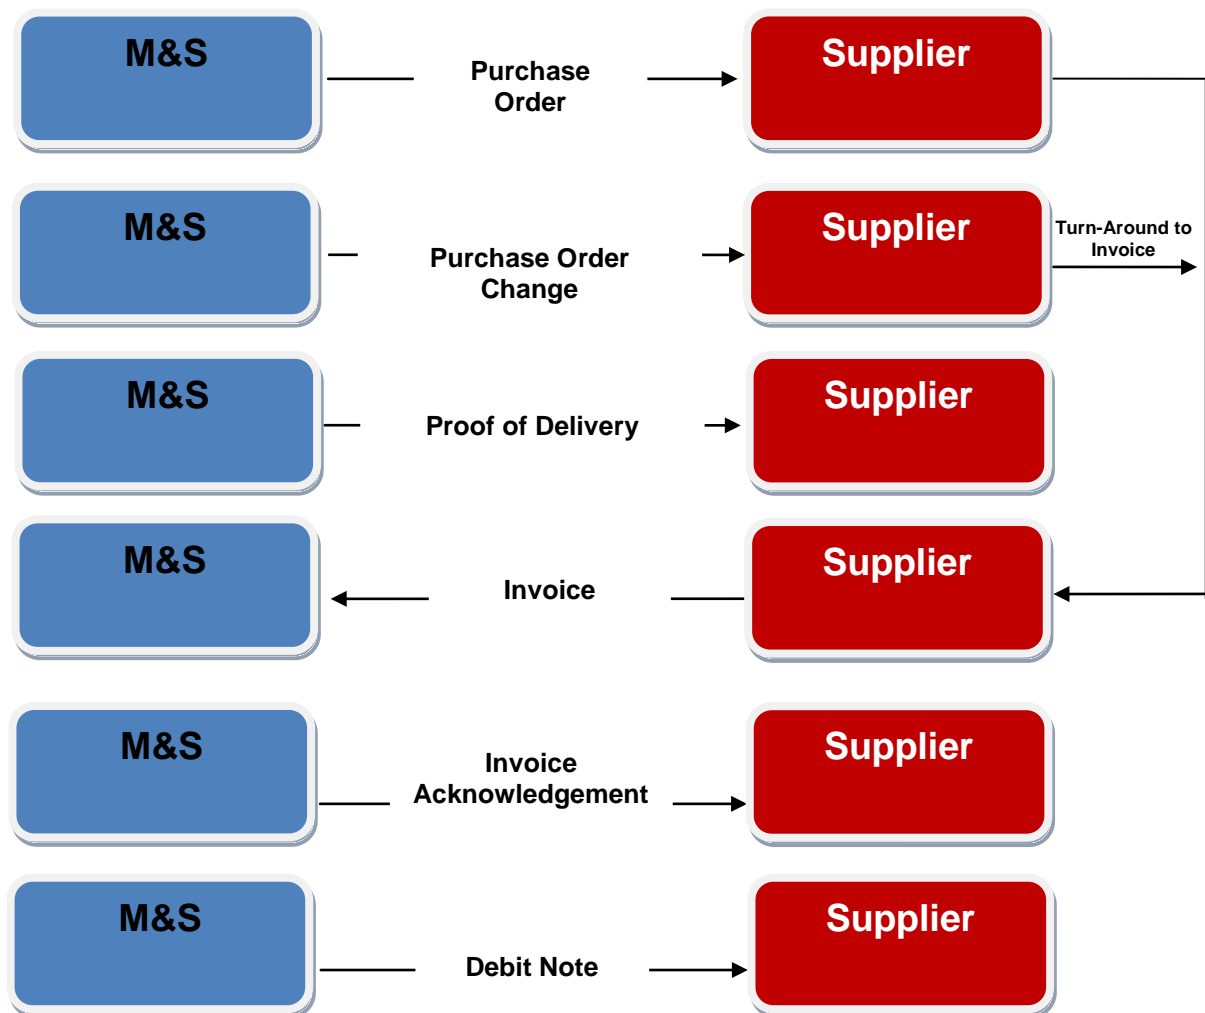 M&S
Purchase
Order
Supplier
M&S
Purchase Order
Change
Supplier
Turn-Around to
Invoice
M&S
Proof of Delivery
Supplier
M&S
Invoice
Supplier
M&S
Invoice
Acknowledgement
Supplier
M&S
Debit Note
Supplier